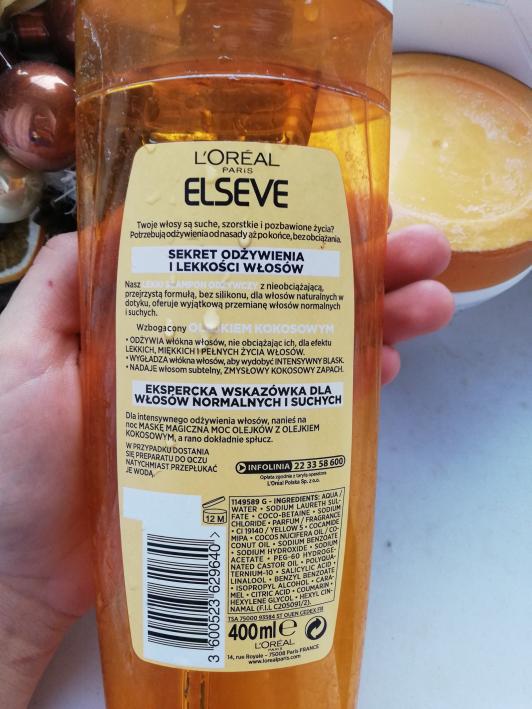 L'ORÉAL
PARIS
ELSEVE
Twoje włosy są suche, szorstkie i pozbawione życia?
Potrzebują odżywienia od nasady aż po końce, bez obciążania.
SEKRET ODŻYWIENIA
I LEKKOŚCI WŁOSÓW
Nasz LEKKI SZAMPON ODŻYWCZY z nieobciążającą,
przejrzystą formułą, bez silikonu, dla włosów naturalnych w
dotyku, oferuje wyjątkową przemianę włosów normalnych
i suchych.
Wzbogacony OLEJKIEM KOKOSOWYM
• ODŻYWIA włókna włosów, nie obciążając ich, dla efektu
LEKKICH, MIĘKKICH I PEŁNYCH ŻYCIA WŁOSÓW.
• WYGŁADZA włókna włosów, aby wydobyć INTENSYWNY BLASK.
• NADAJE włosom subtelny, ZMYSŁOWY KOKOSOWY ZAPACH.
EKSPERCKA WSKAZÓWKA DLA
WŁOSÓW NORMALNYCH I SUCHYCH
Dla intensywnego odżywienia włosów, nanieś na
noc MASKĘ MAGICZNA MOC OLEJKÓW Z OLEJKIEM
KOKOSOWYM, a rano dokładnie spłucz.
W PRZYPADKU DOSTANIA
SIĘ PREPARATU DO OCZU
NATYCHMIAST PRZEPŁUKAĆ
JE WODĄ.
INFOLINIA 22 33 58 600
Opłata zgodna z taryfą operatora
L'Oréal Polska Sp. z o.o.
12 M
1149589 G - INGREDIENTS: AQUA /
WATER • SODIUM LAURETH SUL-
FATE • COCO-BETAINE • SODIUM
CHLORIDE • PARFUM / FRAGRANCE
• CI 19140 / YELLOW 5 • COCAMIDE
MIPA • COCOS NUCIFERA OIL / CO-
CONUT OIL • SODIUM BENZOATE
• SODIUM HYDROXIDE • SODIUM
ACETATE • PEG-60 HYDROGE-
NATED CASTOR OIL • POLYQUA-
TERNIUM-10 • SALICYLIC ACID •
LINALOOL • BENZYL BENZOATE
• ISOPROPYL ALCOHOL • CARA-
MEL • CITRIC ACID • COUMARIN •
HEXYLENE GLYCOL • HEXYL CIN-
NAMAL (F.I.L C205091/2).
TSA 75000 93584 ST OUEN CEDEX FR
400 ml e
L'ORÉAL
PARIS
14, rue Royale - 75008 Paris FRANCE
www.lorealparis.com
3 600523 629640 >